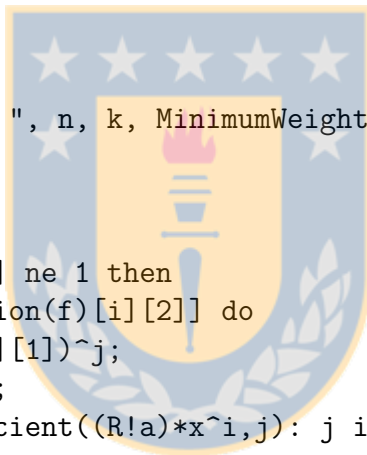 ", n, k, MinimumWeight
] ne 1 then
ion(f)[i][2]] do
][1])^j;
;
cient((R!a)*x^i,j): j i